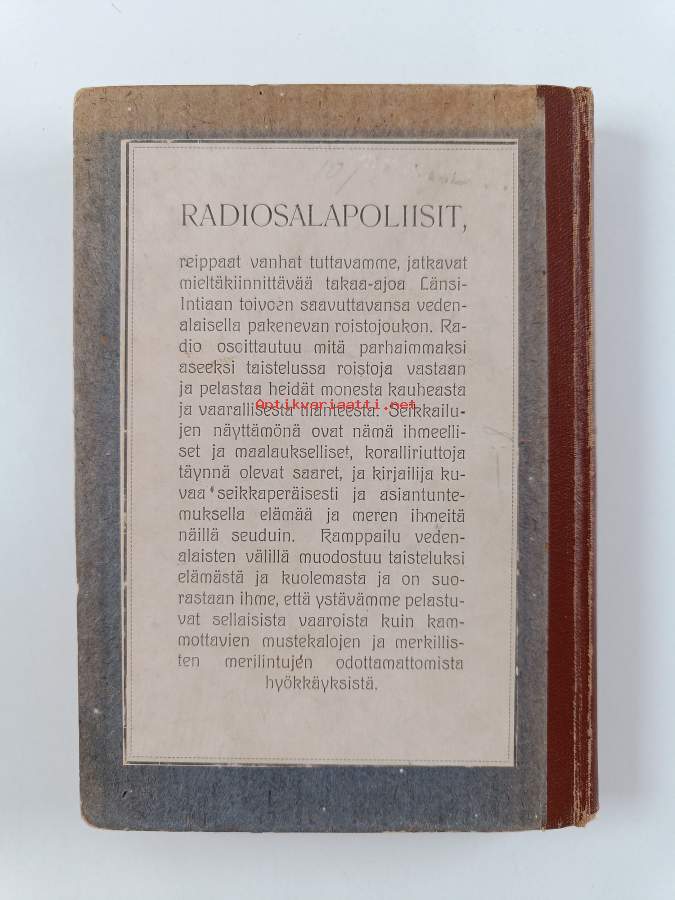 RADIOSALAPOLIISIT,
reippaat vanhat tuttavamme, jatkavat
mieltäkiinnittävää takaa-ajoa Länsi-
Intiaan toivoen saavuttavansa veden-
alaisella pakenevan roistojoukon. Ra-
dio osoittautuu mitä parhaimmaksi
aseeksi taistelussa roistoja vastaan
ja pelastaa heidät monesta kauheasta
ja vaarallisesta tilanteesta. Seikkailu-
Antikvariaatti.net
jen näyttämönä ovat nämä ihmeelli-
set ja maalaukselliset, koralliriuttoja
täynnä olevat saaret, ja kirjailija ku-
vaa seikkaperäisesti ja asiantunte-
muksella elämää ja meren ihmeitä
näillä seuduin. Ramppailu veden-
alaisten välillä muodostuu taisteluksi
elämästä ja kuolemasta ja on suo-
rastaan ihme, että ystävämme pelastu-
vat sellaisista vaaroista kuin kam-
mottavien mustekalojen ja merkillis-
ten merilintujen odottamattomista
hyökkäyksistä.